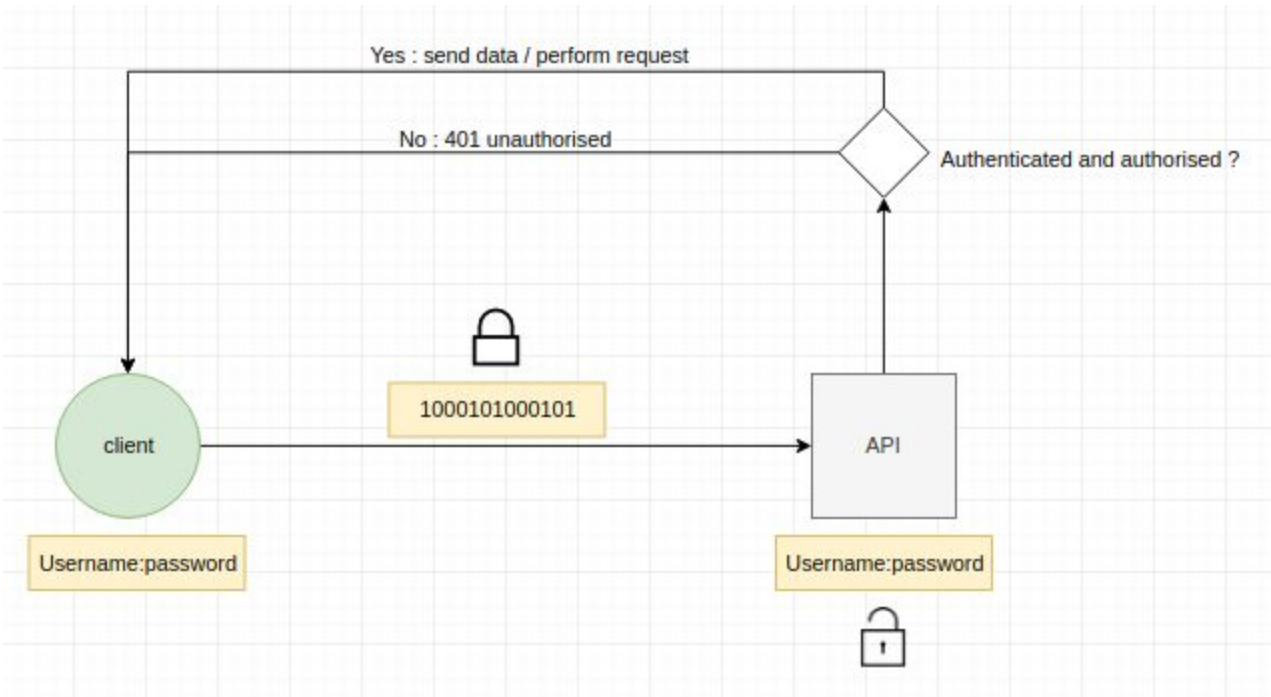 Yes : send data / perform request
No : 401 unauthorised
Authenticated and authorised ?
1000101000101
client
API
Username:password
Username:password